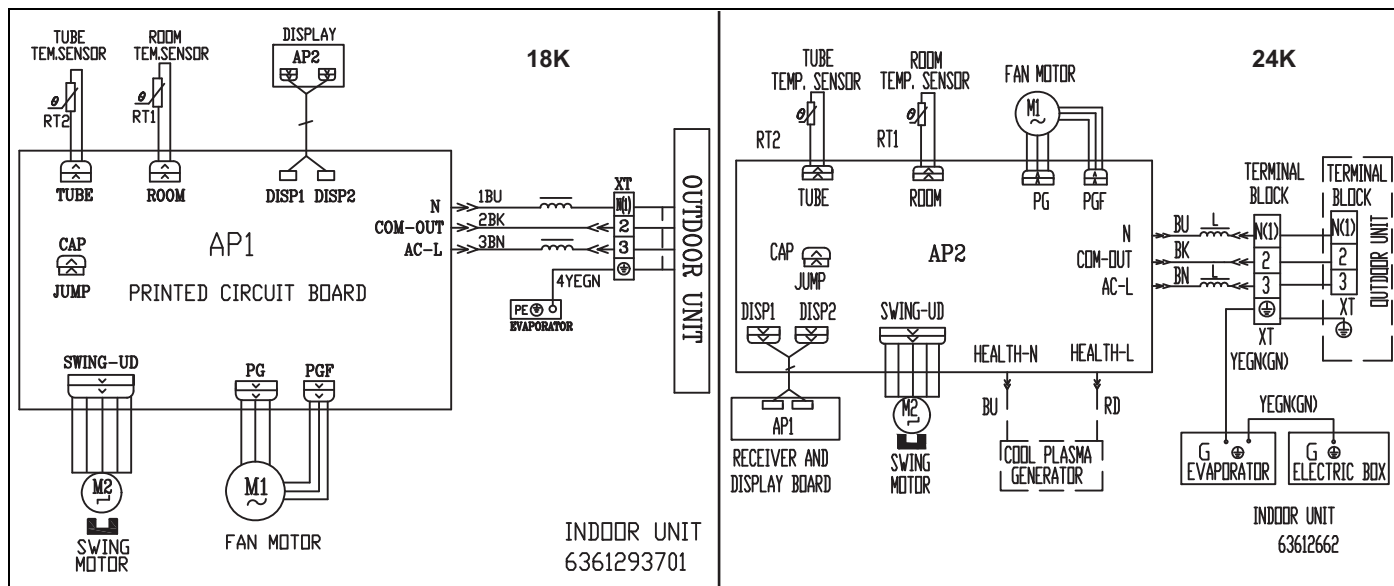 18K
TUBE
TEM.SENSOR
ROOM
TEM.SENSOR
DISPLAY
AP2
θ
RT2
θ
RT1
TUBE
ROOM
DISP1 DISP2
N
COM-OUT
AC-L
1BU
2BK
3BN
XT
N(1)
2
3
4YEGN
PE
EVAPORATOR
OUTDOOR UNIT
CAP
JUMP
AP1
PRINTED CIRCUIT BOARD
SWING-UD
PG
PGF
M2
~
SWING
MOTOR
M1
~
FAN MOTOR
INDOOR UNIT
6361293701
24K
TUBE
TEMP. SENSOR
ROOM
TEMP. SENSOR
FAN MOTOR
M1
~
θ
RT2
θ
RT1
TUBE
ROOM
PG
PGF
N
COM-OUT
AC-L
BU
L
BK
BN
L
TERMINAL
BLOCK
N(1)
2
3
XT
YEGN(GN)
TERMINAL
BLOCK
N(1)
2
3
XT
OUTDOOR UNIT
CAP
JUMP
AP2
DISP1
DISP2
SWING-UD
HEALTH-N
HEALTH-L
BU
RD
AP1
RECEIVER AND
DISPLAY BOARD
M2
~
SWING
MOTOR
COOL PLASMA
GENERATOR
YEGN(GN)
G
EVAPORATOR
G
ELECTRIC BOX
INDOOR UNIT
63612662